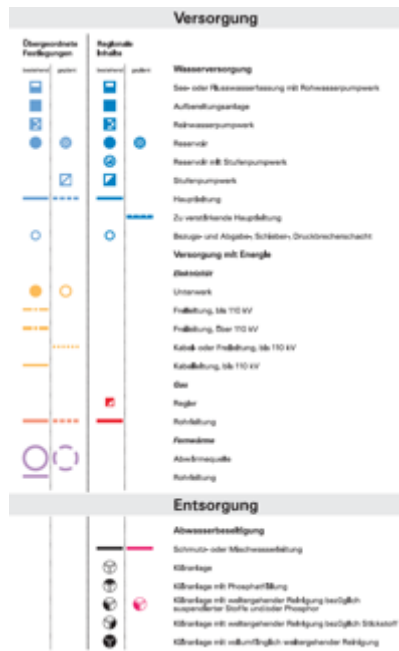 Versorgung
Übergeordnete Regionale
Festlegungen Inhalte
bestehend geplant bestehend geplant Wasserversorgung
See- oder Flusswasserfassung mit Rohwasserpumpwerk
Aufbereitungsanlage
Reinwasserpumpwerk
Reservoir
Reservoir mit Stufenpumpwerk
Stufenpumpwerk
Hauptleitung
Zu verstärkende Hauptleitung
Bezugs- und Abgabe-, Schieber-, Druckbrecherschacht
Versorgung mit Energie
Elektrizität
Unterwerk
Freileitung, bis 110 kV
Freileitung, über 110 kV
Kabel- oder Freileitung, bis 110 kV
Kabelleitung, bis 110 kV
Gas
Regler
Rohrleitung
Fernwärme
Abwärmequelle
Rohrleitung
Entsorgung
Abwasserbeseitigung
Schmutz- oder Mischwasserleitung
Kläranlage
Kläranlage mit Phosphatfällung
Kläranlage mit weitergehender Reinigung bezüglich
suspendierter Stoffe und/oder Phosphor
Kläranlage mit weitergehender Reinigung bezüglich Stickstoff
Kläranlage mit vollumfänglich weitergehender Reinigung